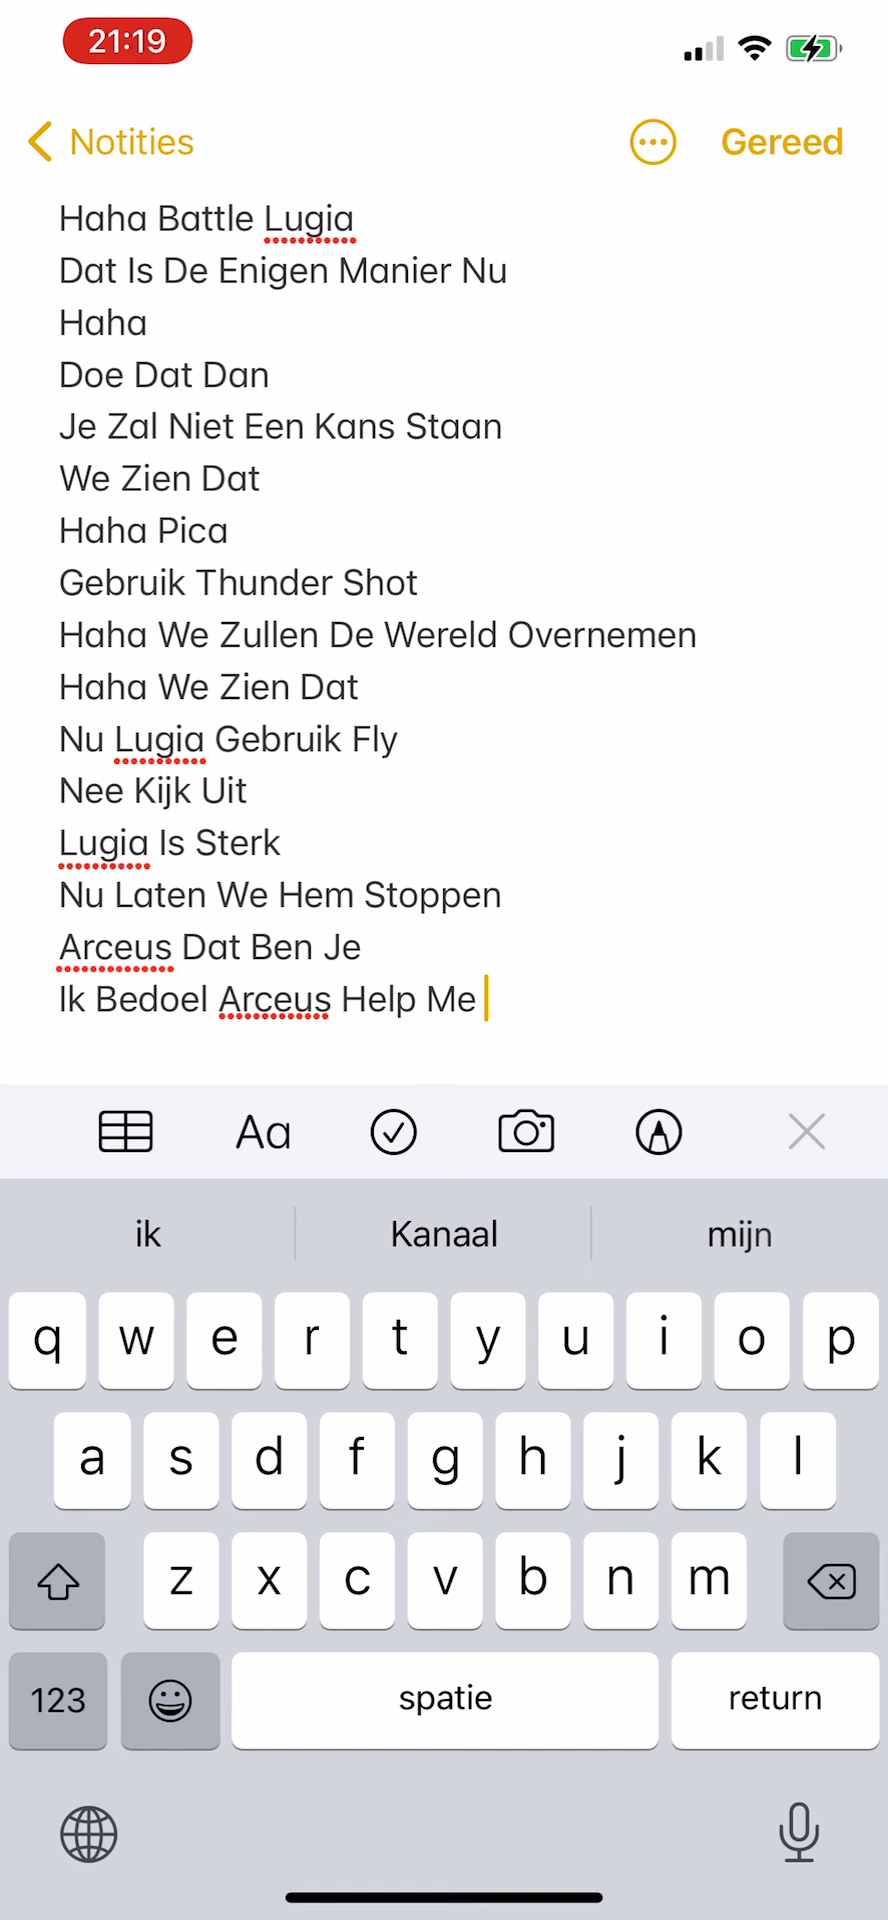 21:19
Notities
Gereed
Haha Battle Lugia
Dat Is De Enigen Manier Nu
Haha
Doe Dat Dan
Je Zal Niet Een Kans Staan
We Zien Dat
Haha Pica
Gebruik Thunder Shot
Haha We Zullen De Wereld Overnemen
Haha We Zien Dat
Nu Lugia Gebruik Fly
Nee Kijk Uit
Lugia Is Sterk
Nu Laten We Hem Stoppen
Arceus Dat Ben Je
Ik Bedoel Arceus Help Me
Aa
ik Kanaal mijn
q w e r t y u i o p
a s d f g h j k l
z x c v b n m
123 spatie return